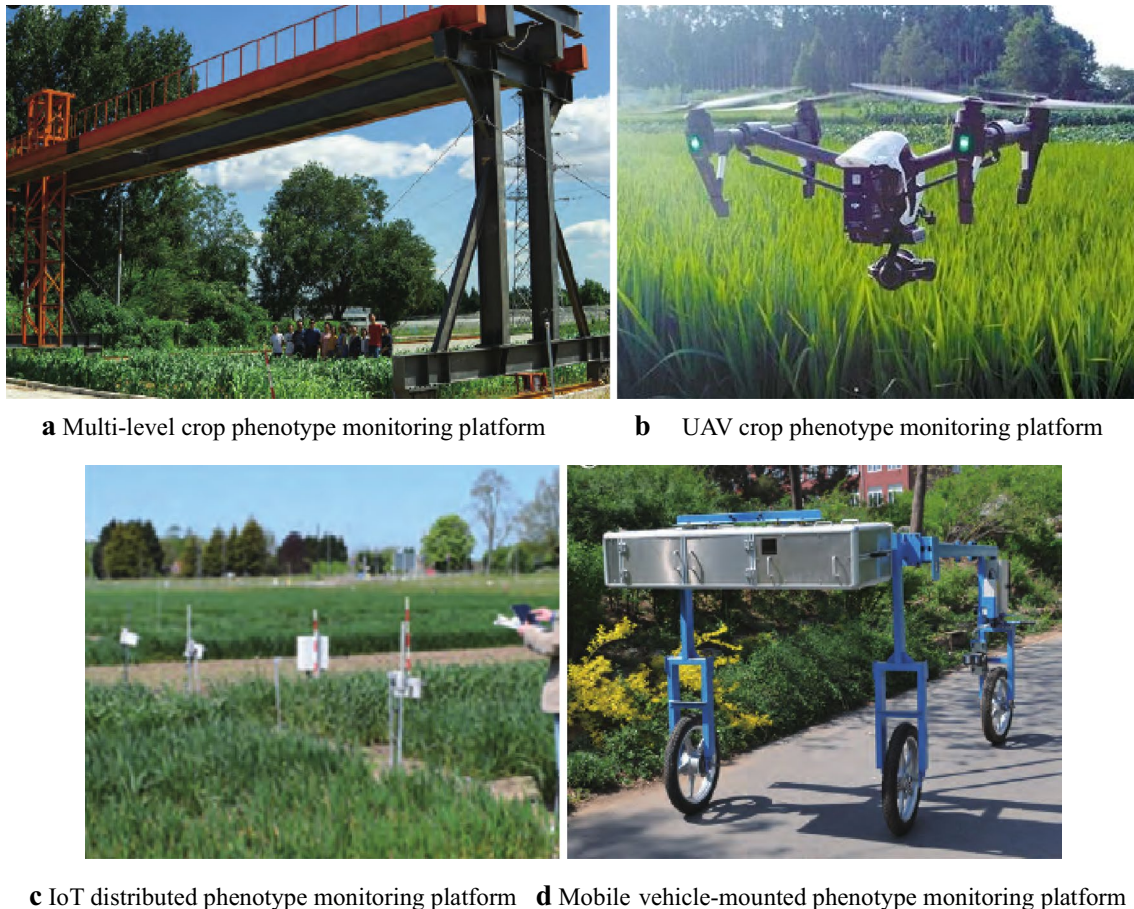 a Multi-level crop phenotype monitoring platform
b UAV crop phenotype monitoring platform
c IoT distributed phenotype monitoring platform
d Mobile vehicle-mounted phenotype monitoring platform